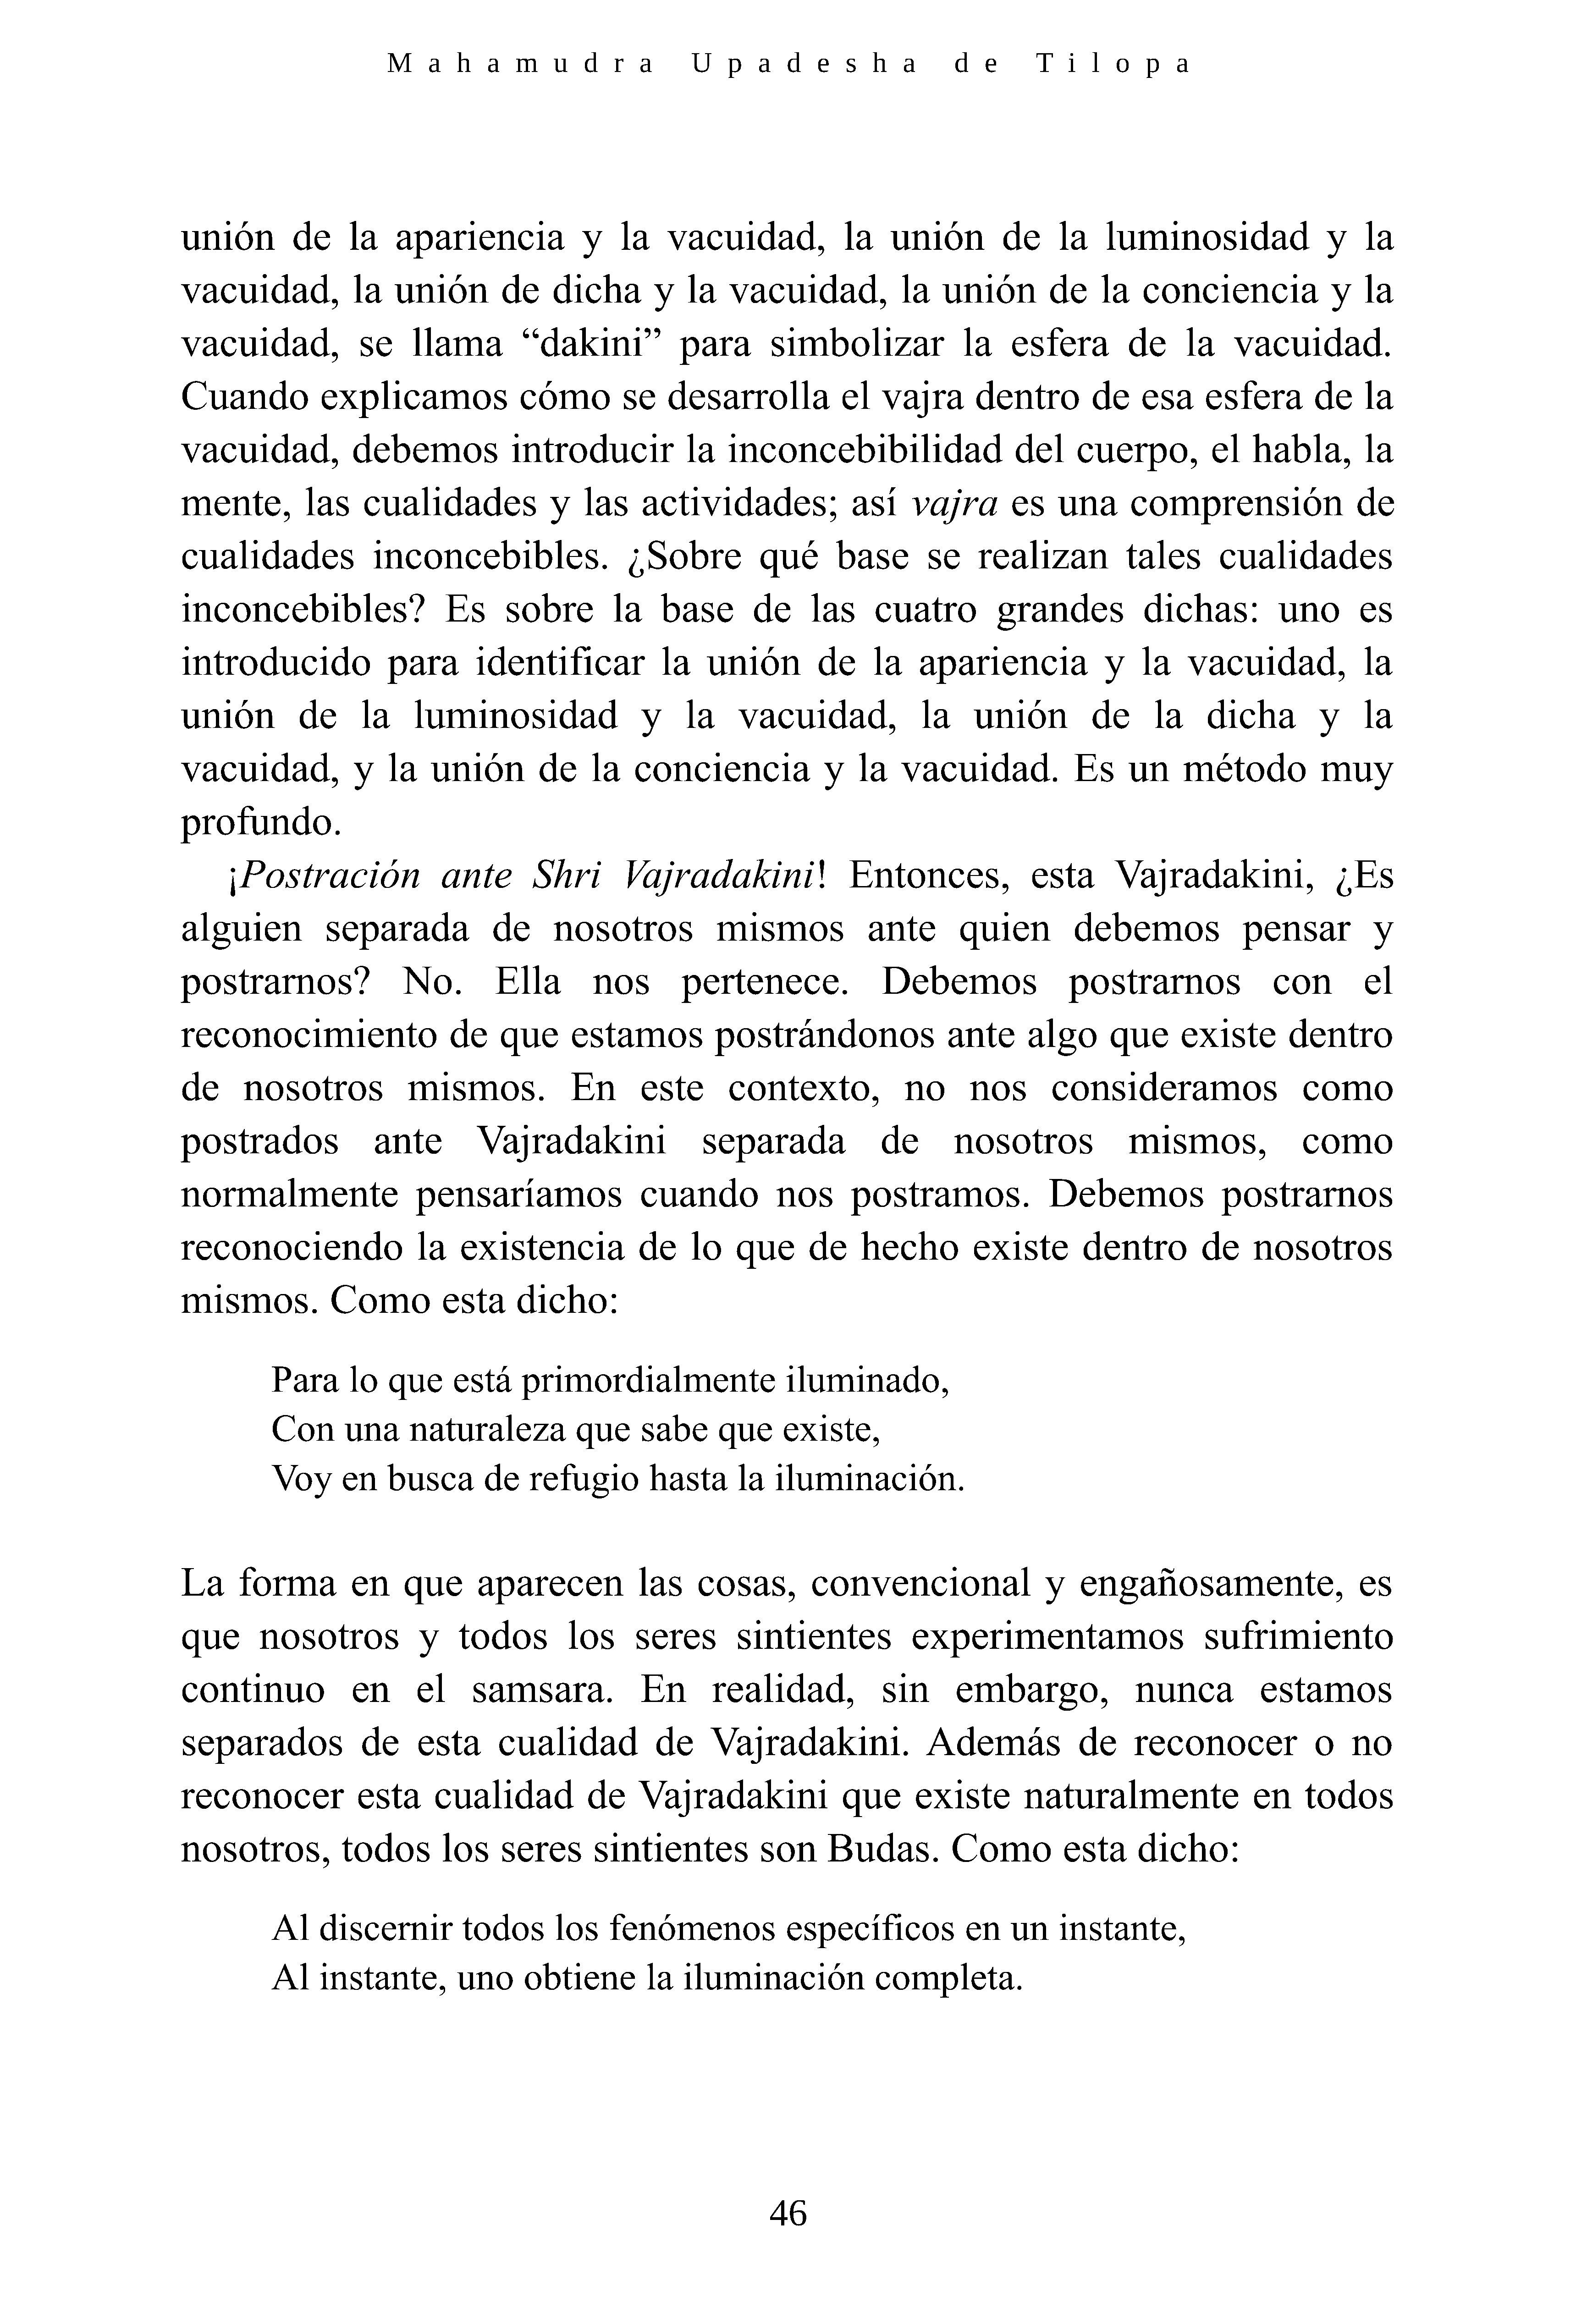 Mahamudra Upadesha de Tilopa
unión de la apariencia y la vacuidad, la unión de la luminosidad y la
vacuidad, la unión de dicha y la vacuidad, la unión de la conciencia y la
vacuidad, se llama “dakini” para simbolizar la esfera de la vacuidad.
Cuando explicamos cómo se desarrolla el vajra dentro de esa esfera de la
vacuidad, debemos introducir la inconcebibilidad del cuerpo, el habla, la
mente, las cualidades y las actividades; así vajra es una comprensión de
cualidades inconcebibles. ¿Sobre qué base se realizan tales cualidades
inconcebibles? Es sobre la base de las cuatro grandes dichas: uno es
introducido para identificar la unión de la apariencia y la vacuidad, la
unión de la luminosidad y la vacuidad, la unión de la dicha y la
vacuidad, y la unión de la conciencia y la vacuidad. Es un método muy
profundo.
¡Postración ante Shri Vajradakini! Entonces, esta Vajradakini, ¿Es
alguien separada de nosotros mismos ante quien debemos pensar y
postrarnos? No. Ella nos pertenece. Debemos postrarnos con el
reconocimiento de que estamos postrándonos ante algo que existe dentro
de nosotros mismos. En este contexto, no nos consideramos como
postrados ante Vajradakini separada de nosotros mismos, como
normalmente pensaríamos cuando nos postramos. Debemos postrarnos
reconociendo la existencia de lo que de hecho existe dentro de nosotros
mismos. Como esta dicho:
Para lo que está primordialmente iluminado,
Con una naturaleza que sabe que existe,
Voy en busca de refugio hasta la iluminación.
La forma en que aparecen las cosas, convencional y engañosamente, es
que nosotros y todos los seres sintientes experimentamos sufrimiento
continuo en el samsara. En realidad, sin embargo, nunca estamos
separados de esta cualidad de Vajradakini. Además de reconocer o no
reconocer esta cualidad de Vajradakini que existe naturalmente en todos
nosotros, todos los seres sintientes son Budas. Como esta dicho:
Al discernir todos los fenómenos específicos en un instante,
Al instante, uno obtiene la iluminación completa.
46